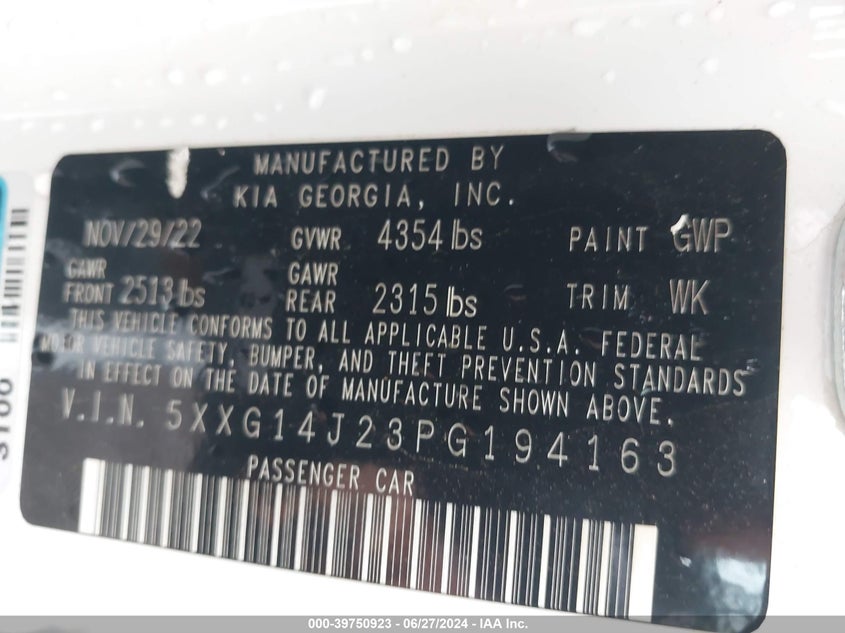 MANUFACTURED BY
KIA GEORGIA, INC.
NOV/29/22 GVWR 4354 lbs PAINT GWP
GAWR GAWR
FRONT 2513 lbs REAR 2315 lbs TRIM WK
THIS VEHICLE CONFORMS TO ALL APPLICABLE U.S.A. FEDERAL
MOTOR VEHICLE SAFETY, BUMPER, AND THEFT PREVENTION STANDARDS
IN EFFECT ON THE DATE OF MANUFACTURE SHOWN ABOVE.
V.I.N. 5XXG14J23PG194163
PASSENGER CAR
000-39750923 - 06/27/2024 - IAA, Inc.